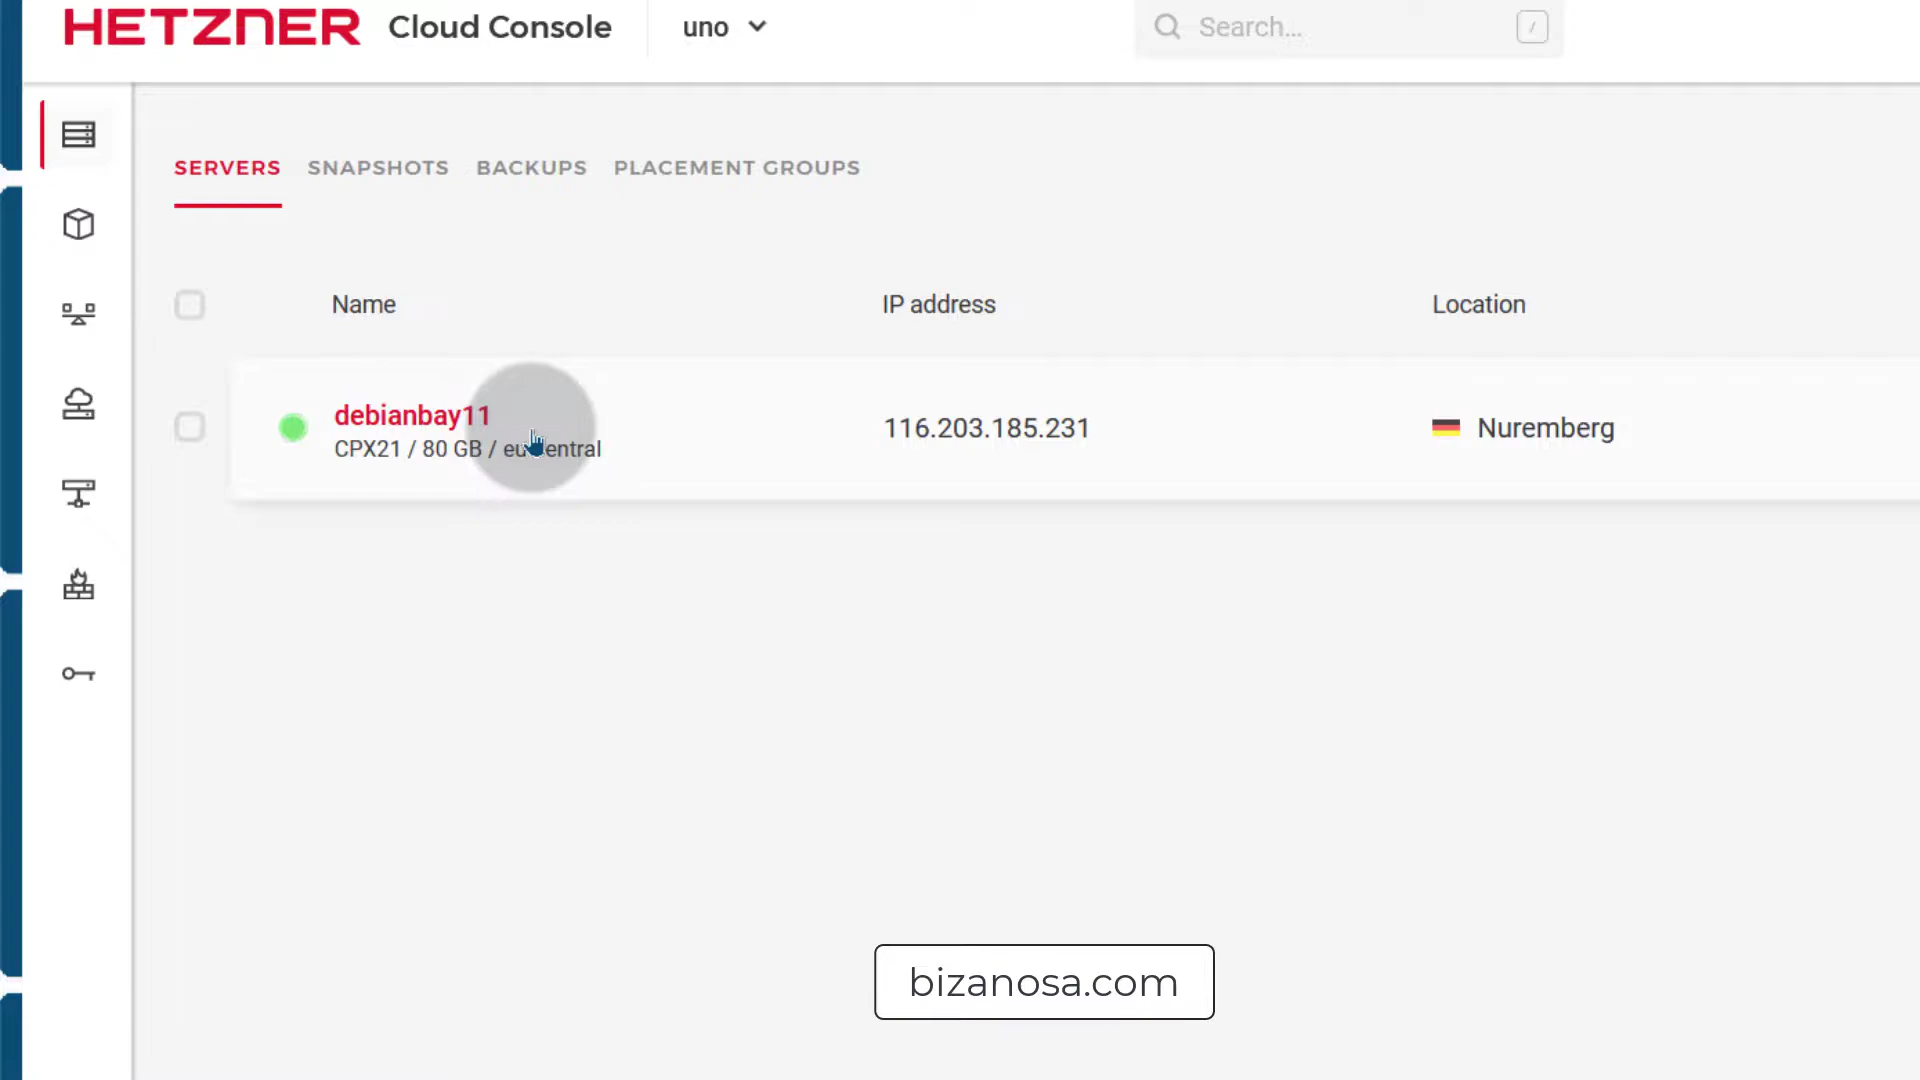 HETZNER Cloud Console uno Search... /
SERVERS SNAPSHOTS BACKUPS PLACEMENT GROUPS
Name IP address Location
debianbay11 116.203.185.231 Nuremberg
CPX21 / 80 GB / eu-central
bizanosa.com